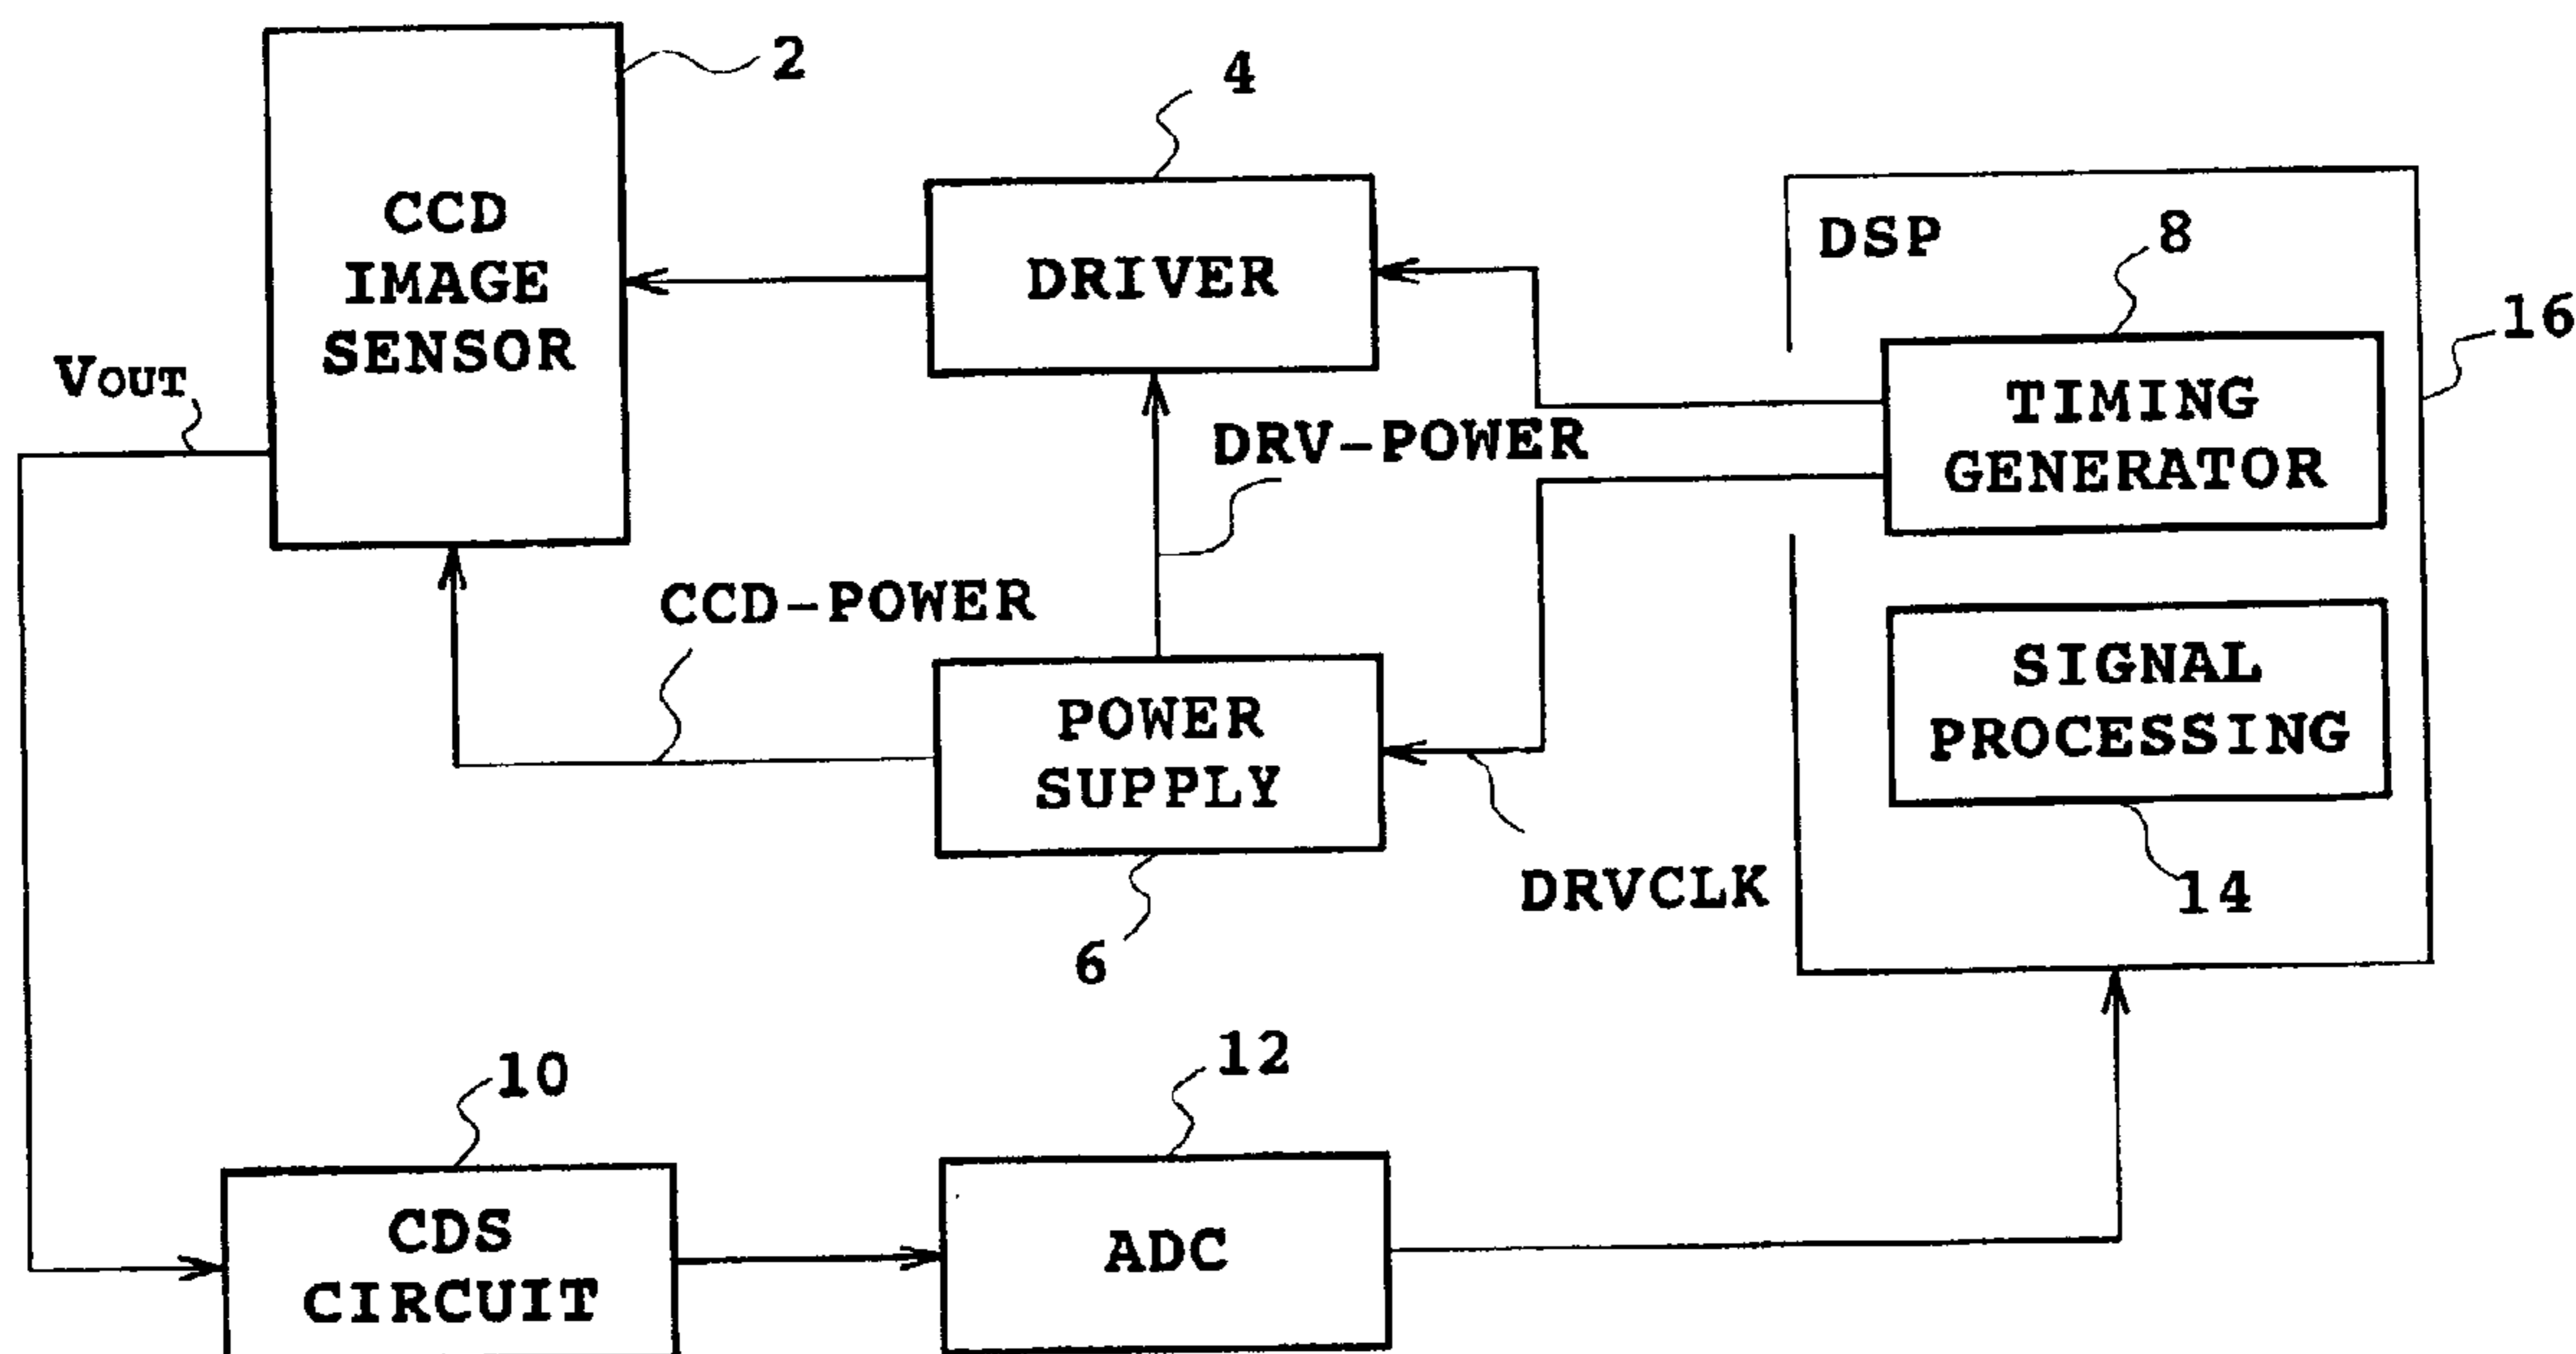 2
CCD
IMAGE
SENSOR
VOUT
4
DRIVER
DRV-POWER
CCD-POWER
POWER
SUPPLY
6
DRVCLK
DSP
8
16
TIMING
GENERATOR
SIGNAL
PROCESSING
14
10
CDS
CIRCUIT
12
ADC